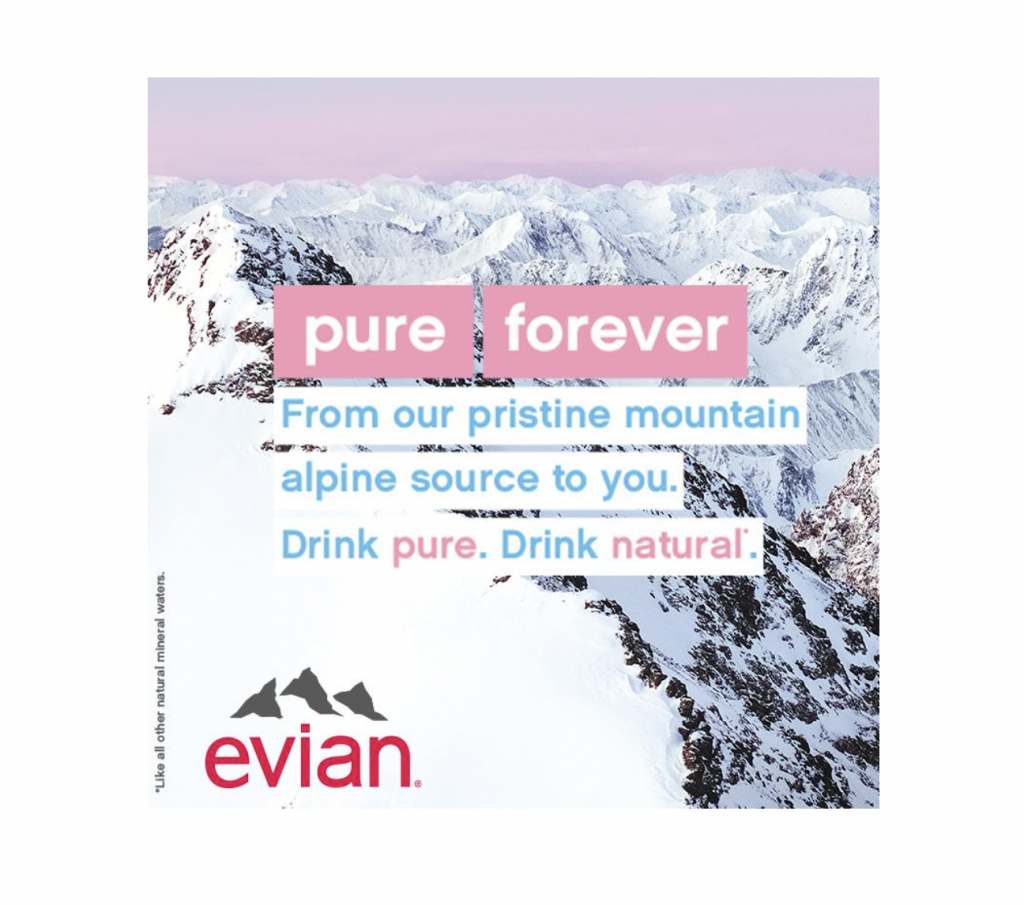 pure forever
From our pristine mountain
alpine source to you.
Drink pure. Drink natural*.
*Like all other natural mineral waters.
evian®